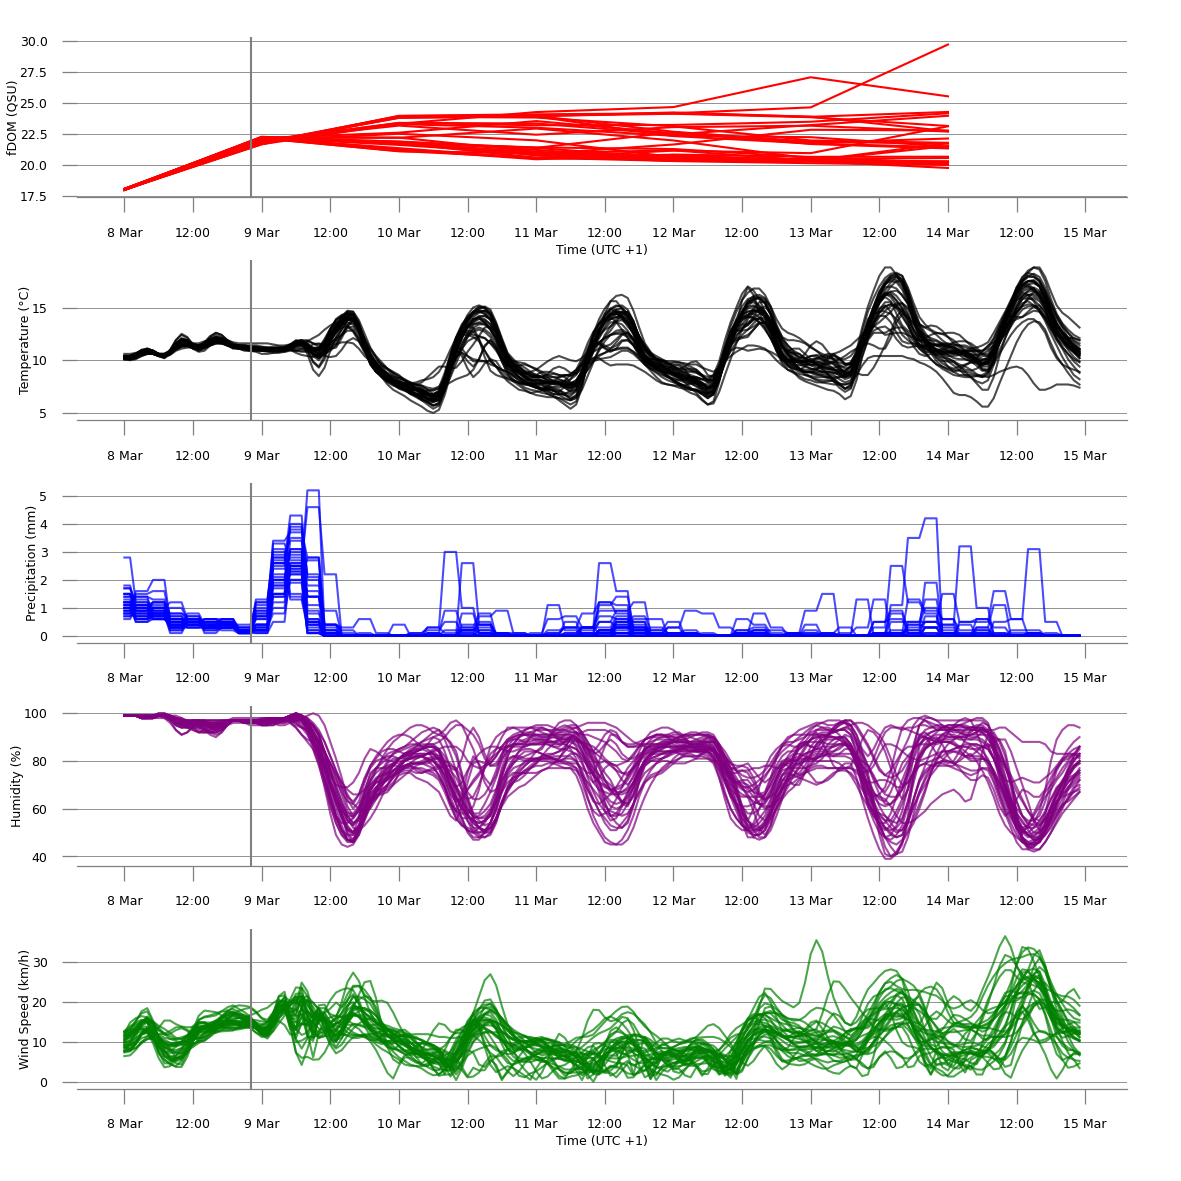 fDOM (QSU)
30.0
27.5
25.0
22.5
20.0
17.5
8 Mar 12:00 9 Mar 12:00 10 Mar 12:00 11 Mar 12:00 12 Mar 12:00 13 Mar 12:00 14 Mar 12:00 15 Mar
Time (UTC +1)
Temperature (°C)
15
10
5
8 Mar 12:00 9 Mar 12:00 10 Mar 12:00 11 Mar 12:00 12 Mar 12:00 13 Mar 12:00 14 Mar 12:00 15 Mar
Precipitation (mm)
5
4
3
2
1
0
8 Mar 12:00 9 Mar 12:00 10 Mar 12:00 11 Mar 12:00 12 Mar 12:00 13 Mar 12:00 14 Mar 12:00 15 Mar
Humidity (%)
100
80
60
40
8 Mar 12:00 9 Mar 12:00 10 Mar 12:00 11 Mar 12:00 12 Mar 12:00 13 Mar 12:00 14 Mar 12:00 15 Mar
Wind Speed (km/h)
30
20
10
0
8 Mar 12:00 9 Mar 12:00 10 Mar 12:00 11 Mar 12:00 12 Mar 12:00 13 Mar 12:00 14 Mar 12:00 15 Mar
Time (UTC +1)